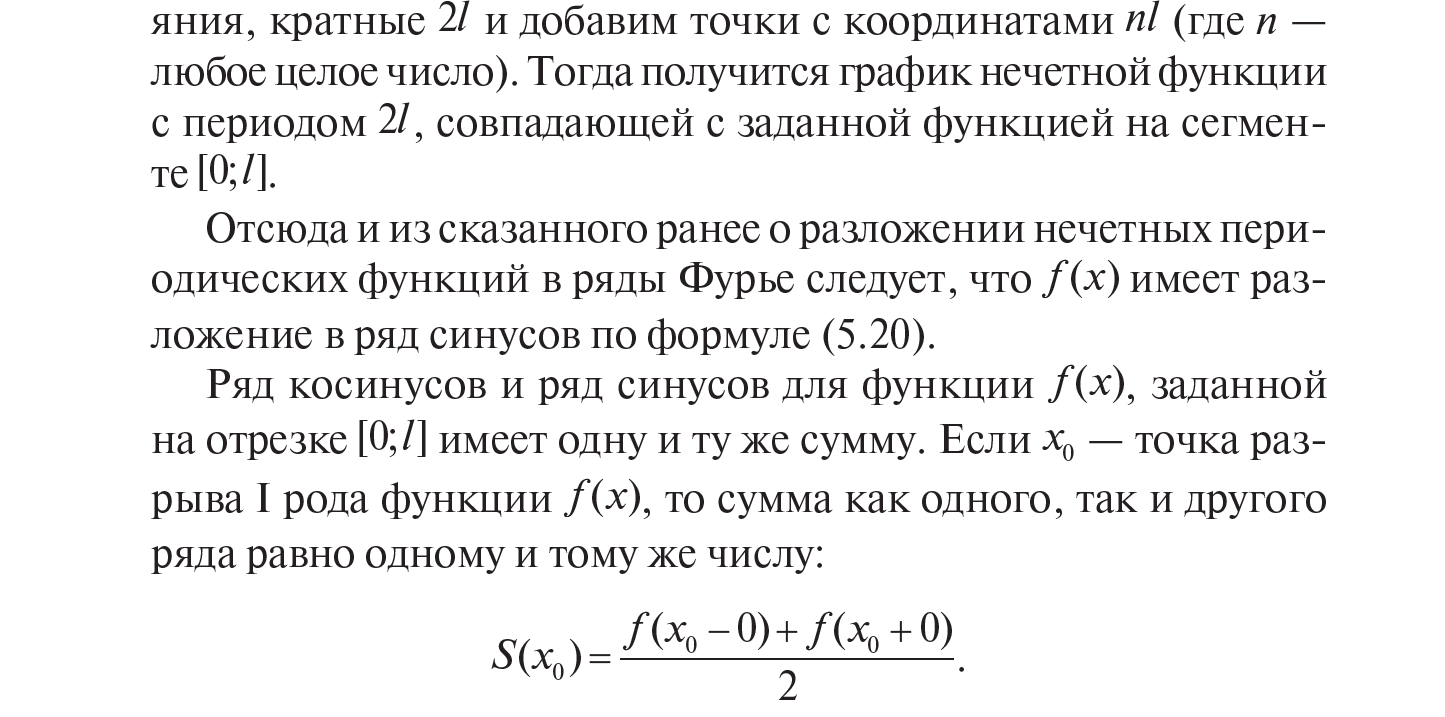 яния, кратные 2l и добавим точки с координатами nl (где n —
любое целое число). Тогда получится график нечетной функции
с периодом 2l, совпадающей с заданной функцией на сегмен-
те [0;l].
Отсюда и из сказанного ранее о разложении нечетных пери-
одических функций в ряды Фурье следует, что f(x) имеет раз-
ложение в ряд синусов по формуле (5.20).
Ряд косинусов и ряд синусов для функции f(x), заданной
на отрезке [0;l] имеет одну и ту же сумму. Если x₀ — точка раз-
рыва I рода функции f(x), то сумма как одного, так и другого
ряда равно одному и тому же числу:
S(x₀) = \frac{f(x₀ − 0) + f(x₀ + 0)}{2}.